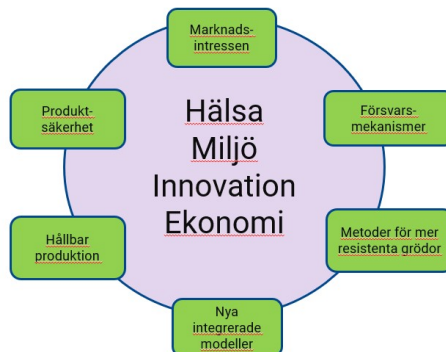 Marknads-
intressen
Produkt-
säkerhet
Försvars-
mekanismer
Hälsa
Miljö
Innovation
Ekonomi
Hållbar
produktion
Metoder för mer
resistenta grödor
Nya
integrerade
modeller